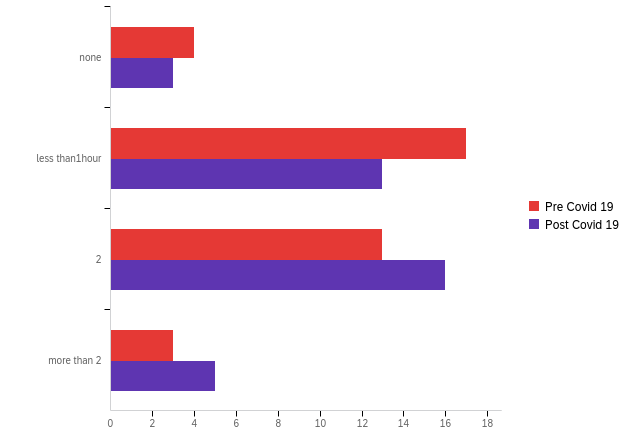 none
less than1hour
2
more than 2
0 2 4 6 8 10 12 14 16 18
Pre Covid 19
Post Covid 19